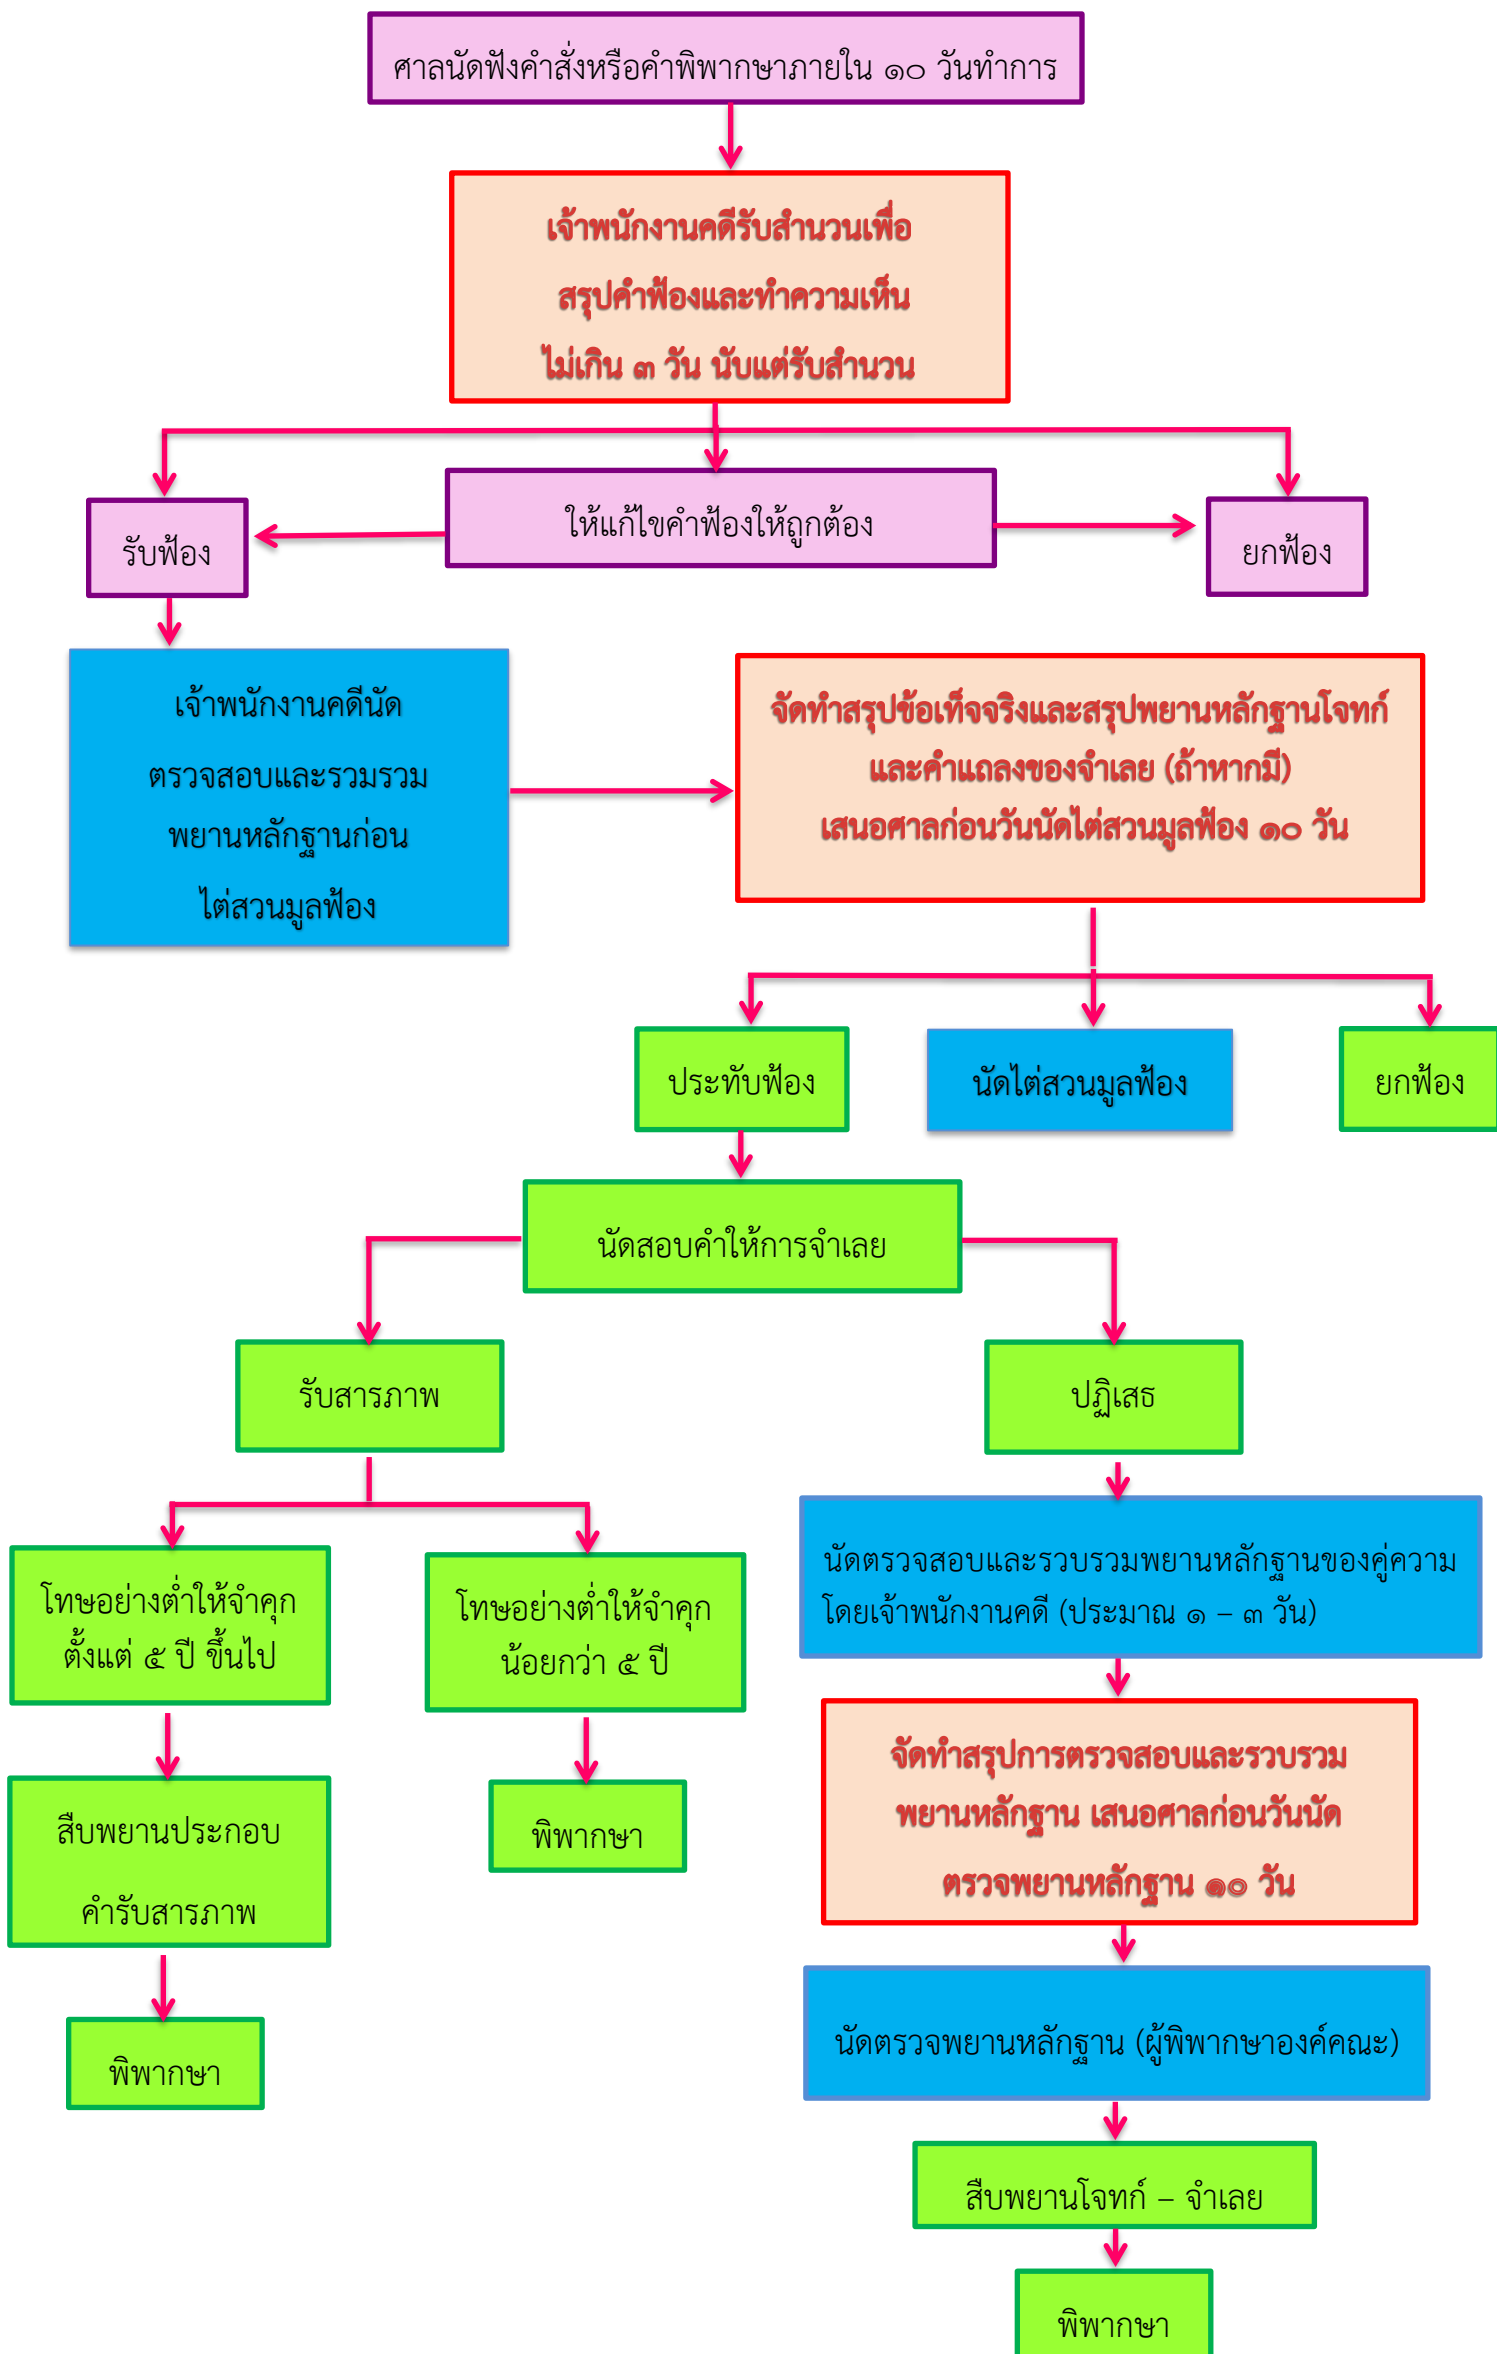 ศาลนัดฟังคำสั่งหรือคำพิพากษาภายใน ๑๐ วันทำการ
เจ้าพนักงานคดีรับสำนวนเพื่อ
สรุปคำฟ้องและทำความเห็น
ไม่เกิน ๓ วัน นับแต่รับสำนวน
รับฟ้อง
ให้แก้ไขคำฟ้องให้ถูกต้อง
ยกฟ้อง
เจ้าพนักงานคดีนัด
ตรวจสอบและรวมรวม
พยานหลักฐานก่อน
ไต่สวนมูลฟ้อง
จัดทำสรุปข้อเท็จจริงและสรุปพยานหลักฐานโจทก์
และคำแถลงของจำเลย (ถ้าหากมี)
เสนอศาลก่อนวันนัดไต่สวนมูลฟ้อง ๑๐ วัน
ประทับฟ้อง
นัดไต่สวนมูลฟ้อง
ยกฟ้อง
นัดสอบคำให้การจำเลย
รับสารภาพ
ปฏิเสธ
โทษอย่างต่ำให้จำคุก
ตั้งแต่ ๕ ปี ขึ้นไป
โทษอย่างต่ำให้จำคุก
น้อยกว่า ๕ ปี
นัดตรวจสอบและรวบรวมพยานหลักฐานของคู่ความ
โดยเจ้าพนักงานคดี (ประมาณ ๑ – ๓ วัน)
สืบพยานประกอบ
คำรับสารภาพ
พิพากษา
จัดทำสรุปการตรวจสอบและรวบรวม
พยานหลักฐาน เสนอศาลก่อนวันนัด
ตรวจพยานหลักฐาน ๑๐ วัน
พิพากษา
นัดตรวจพยานหลักฐาน (ผู้พิพากษาองค์คณะ)
สืบพยานโจทก์ – จำเลย
พิพากษา